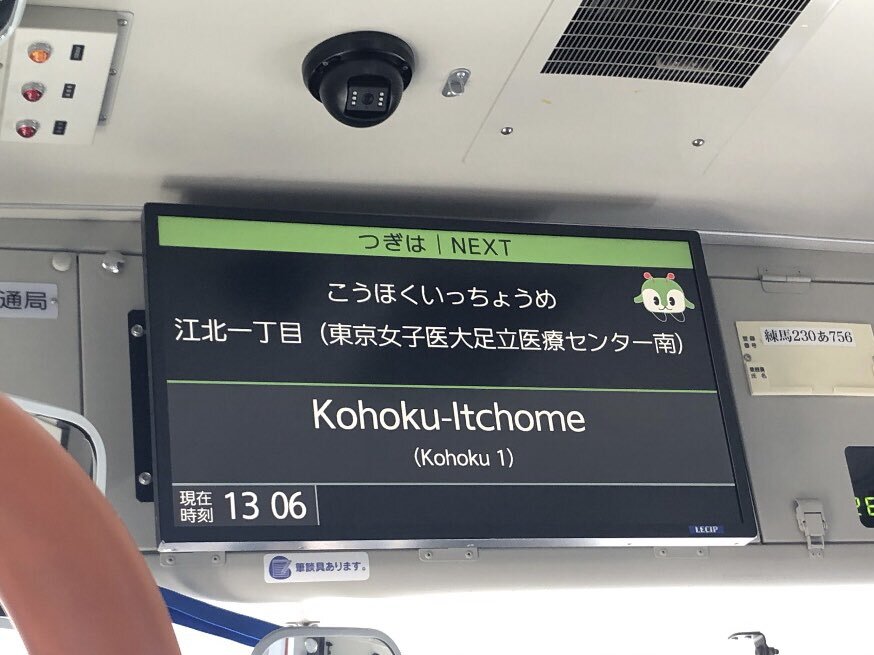 つぎは｜NEXT
こうほくいっちょうめ
江北一丁目（東京女子医大足立医療センター南）
Kohoku-Itchome
(Kohoku 1)
現在
時刻
13 06
LECIP
通局
練馬230あ756
筆談具あります。